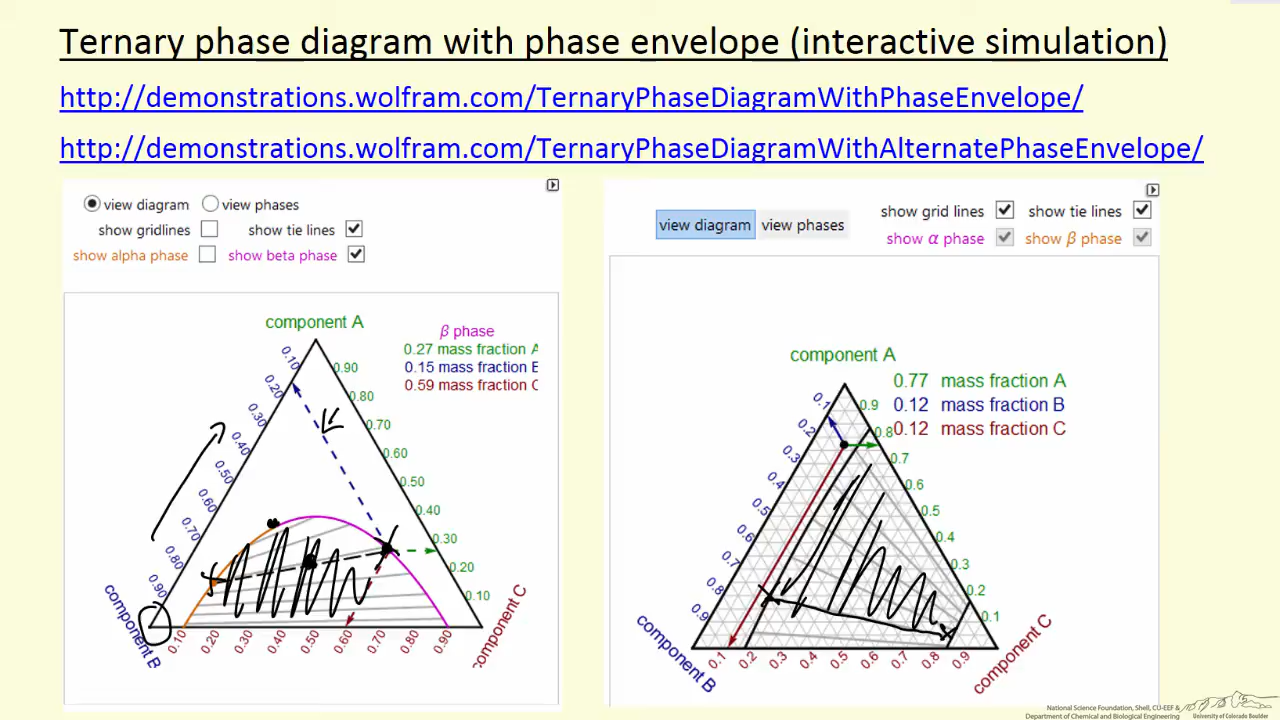 Ternary phase diagram with phase envelope (interactive simulation)
http://demonstrations.wolfram.com/TernaryPhaseDiagramWithPhaseEnvelope/
http://demonstrations.wolfram.com/TernaryPhaseDiagramWithAlternatePhaseEnvelope/
view diagram view phases
show gridlines show tie lines
show alpha phase show beta phase
component A
β phase
0.27 mass fraction A
0.15 mass fraction B
0.59 mass fraction C
0.10
0.20
0.30
0.40
0.50
0.60
0.70
0.80
0.90
0.90
0.80
0.70
0.60
0.50
0.40
0.30
0.20
0.10
component B
component C
0.10 0.20 0.30 0.40 0.50 0.60 0.70 0.80 0.90
view diagram view phases
show grid lines show tie lines
show α phase show β phase
component A
0.77 mass fraction A
0.12 mass fraction B
0.12 mass fraction C
0.1
0.2
0.3
0.4
0.5
0.6
0.7
0.8
0.9
0.9
0.8
0.7
0.6
0.5
0.4
0.3
0.2
0.1
component B
component C
0.1 0.2 0.3 0.4 0.5 0.6 0.7 0.8 0.9
National Science Foundation, Shell, CU-EEF &
Department of Chemical and Biological Engineering
University of Colorado Boulder